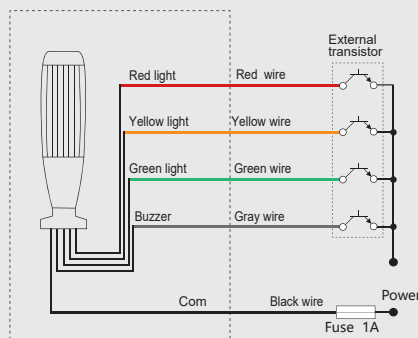 External
transistor
Red light Red wire
Yellow light Yellow wire
Green light Green wire
Buzzer Gray wire
Com Black wire Power
Fuse 1A